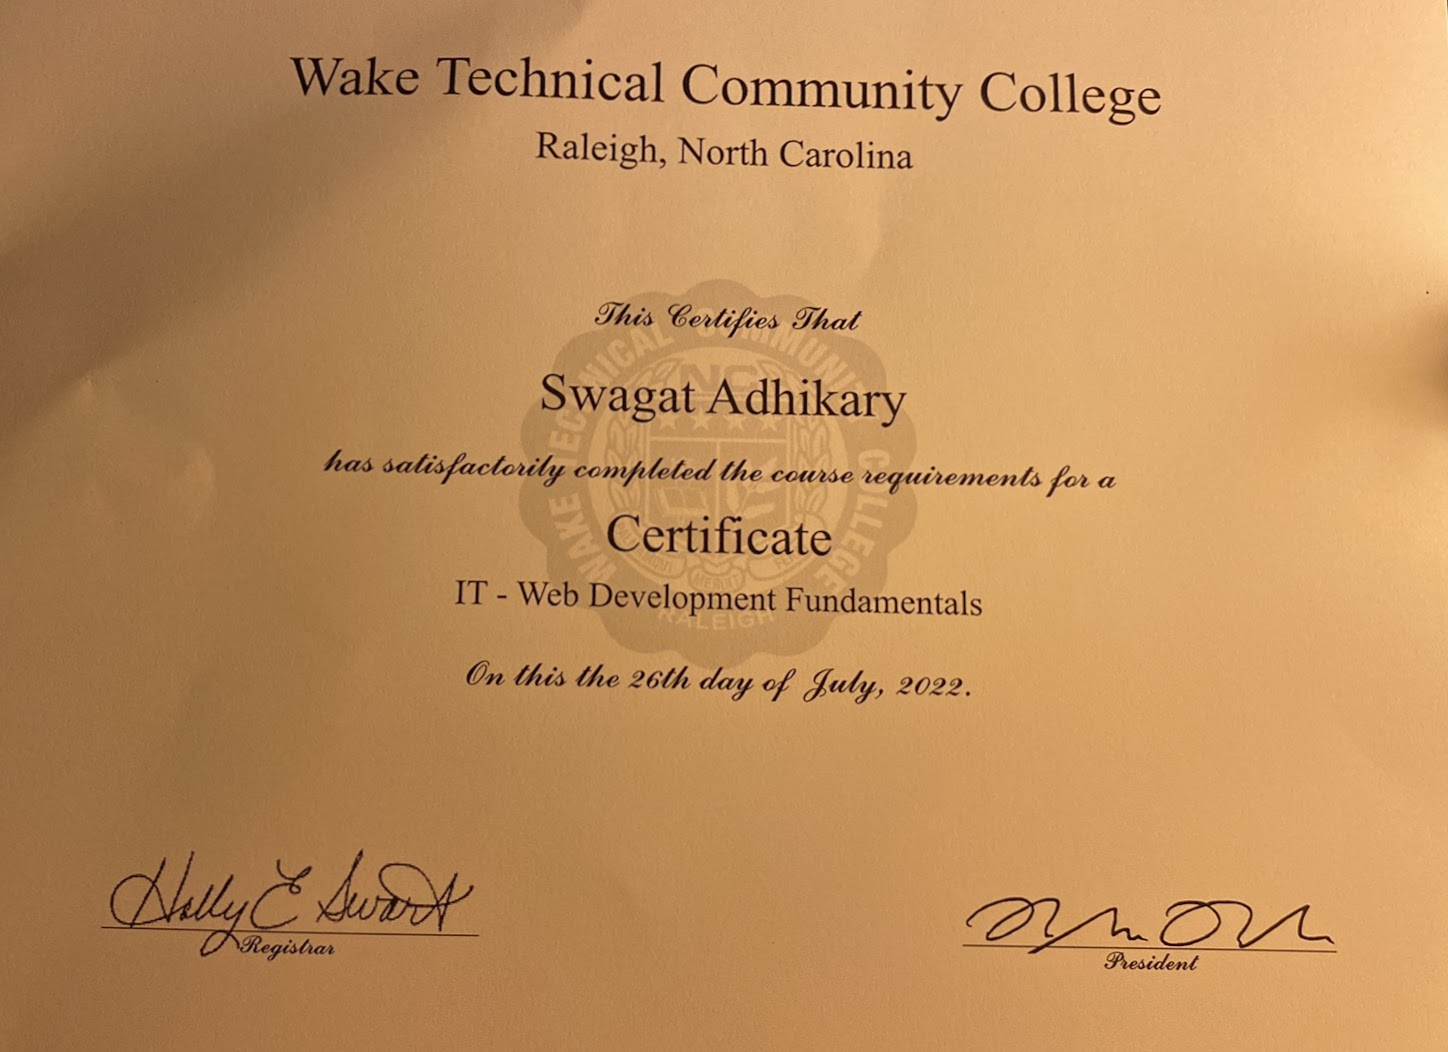 Wake Technical Community College
Raleigh, North Carolina
This Certifies That
Swagat Adhikary
has satisfactorily completed the course requirements for a
Certificate
IT - Web Development Fundamentals
On this the 26th day of July, 2022.
WAKE TECHNICAL COMMUNITY COLLEGE
NC
RALEIGH
Holly E Swart
Registrar
President